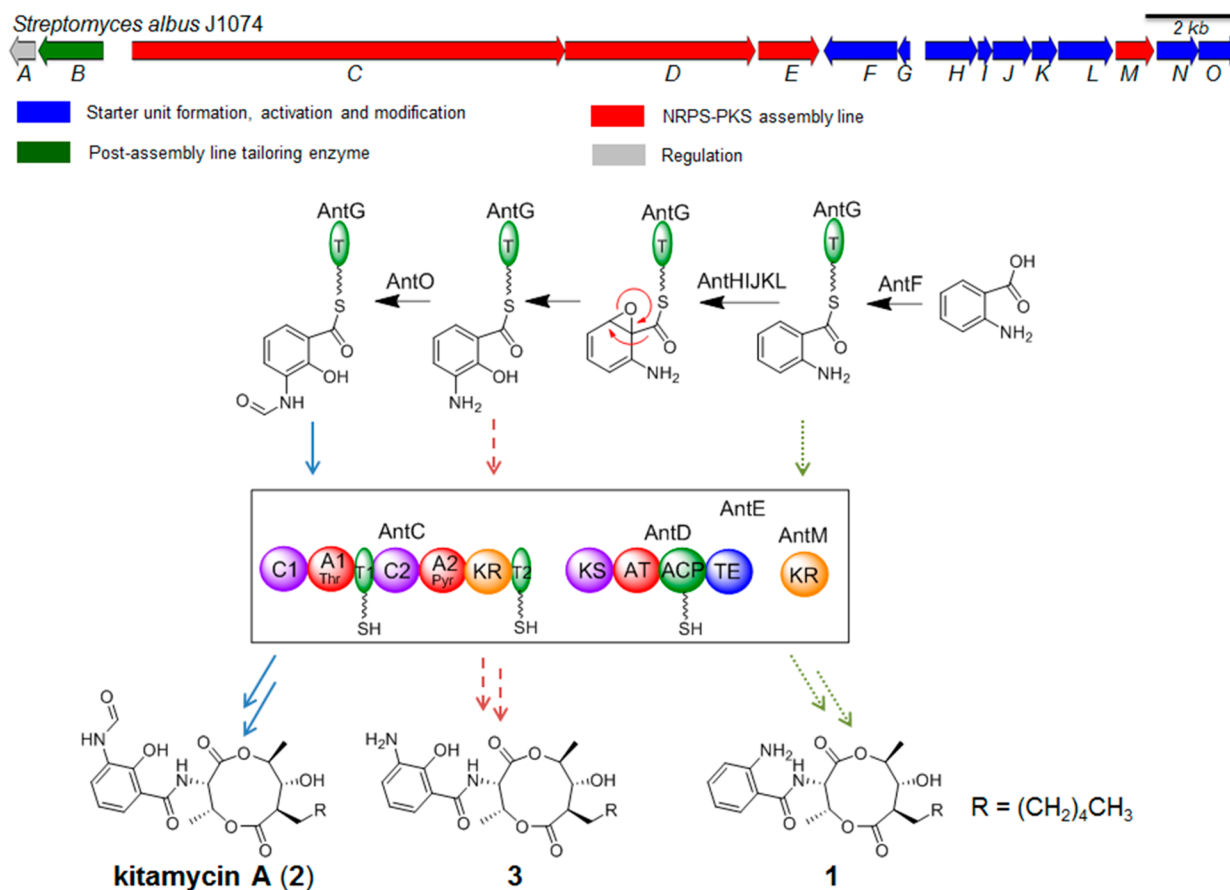 Streptomyces albus J1074
2 kb
A B C D E F G H I J K L M N O
Starter unit formation, activation and modification
NRPS-PKS assembly line
Post-assembly line tailoring enzyme
Regulation
AntG AntG AntG AntG
T T T T
AntO AntHIJKL AntF
S S S S
O
O O O O
OH
O
OH OH NH2 NH2 NH2
O NH NH2
AntE
AntC AntD AntM
C1 A1 Thr T1 C2 A2 Pyr KR T2 KS AT ACP TE KR
SH SH SH
O
HN OH O O
H
N
OH
O
O
O
R
H2N OH O O
H
N
OH
O
O
O
R
NH2 O O
H
N
OH
O
O
O
R
R = (CH2)4CH3
kitamycin A (2) 3 1